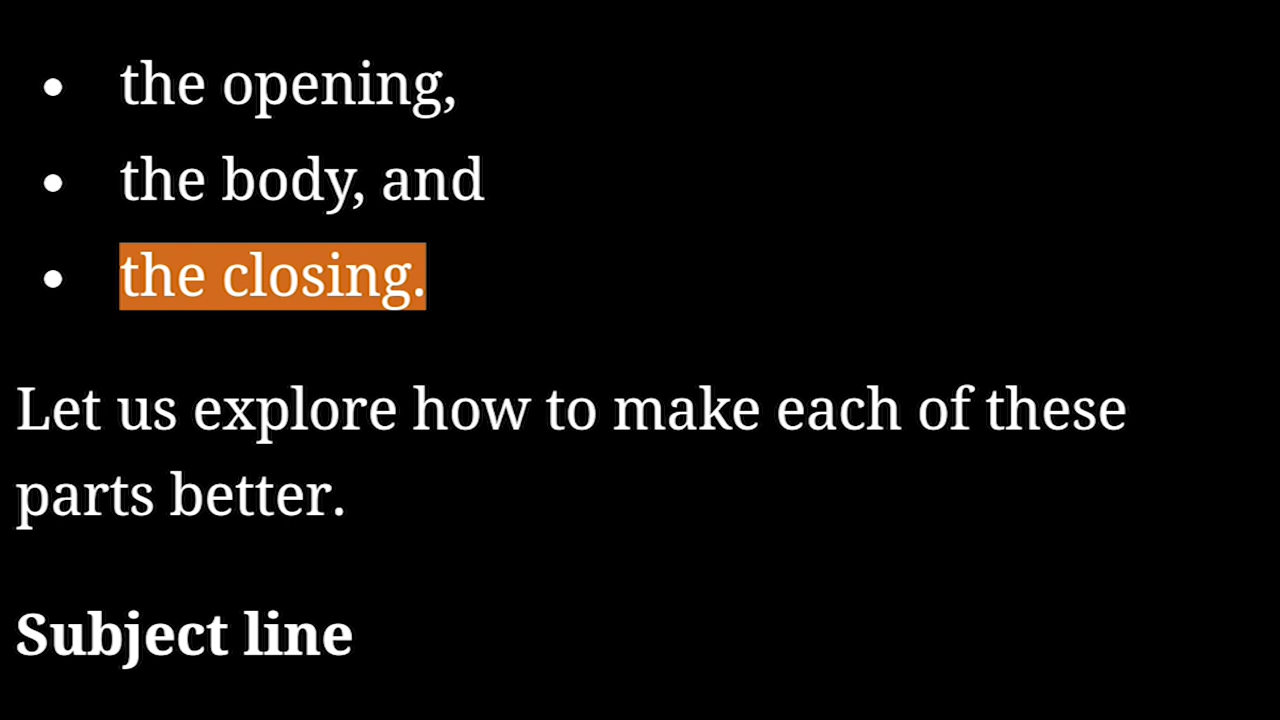 • the opening,
• the body, and
• the closing.
Let us explore how to make each of these
parts better.
Subject line